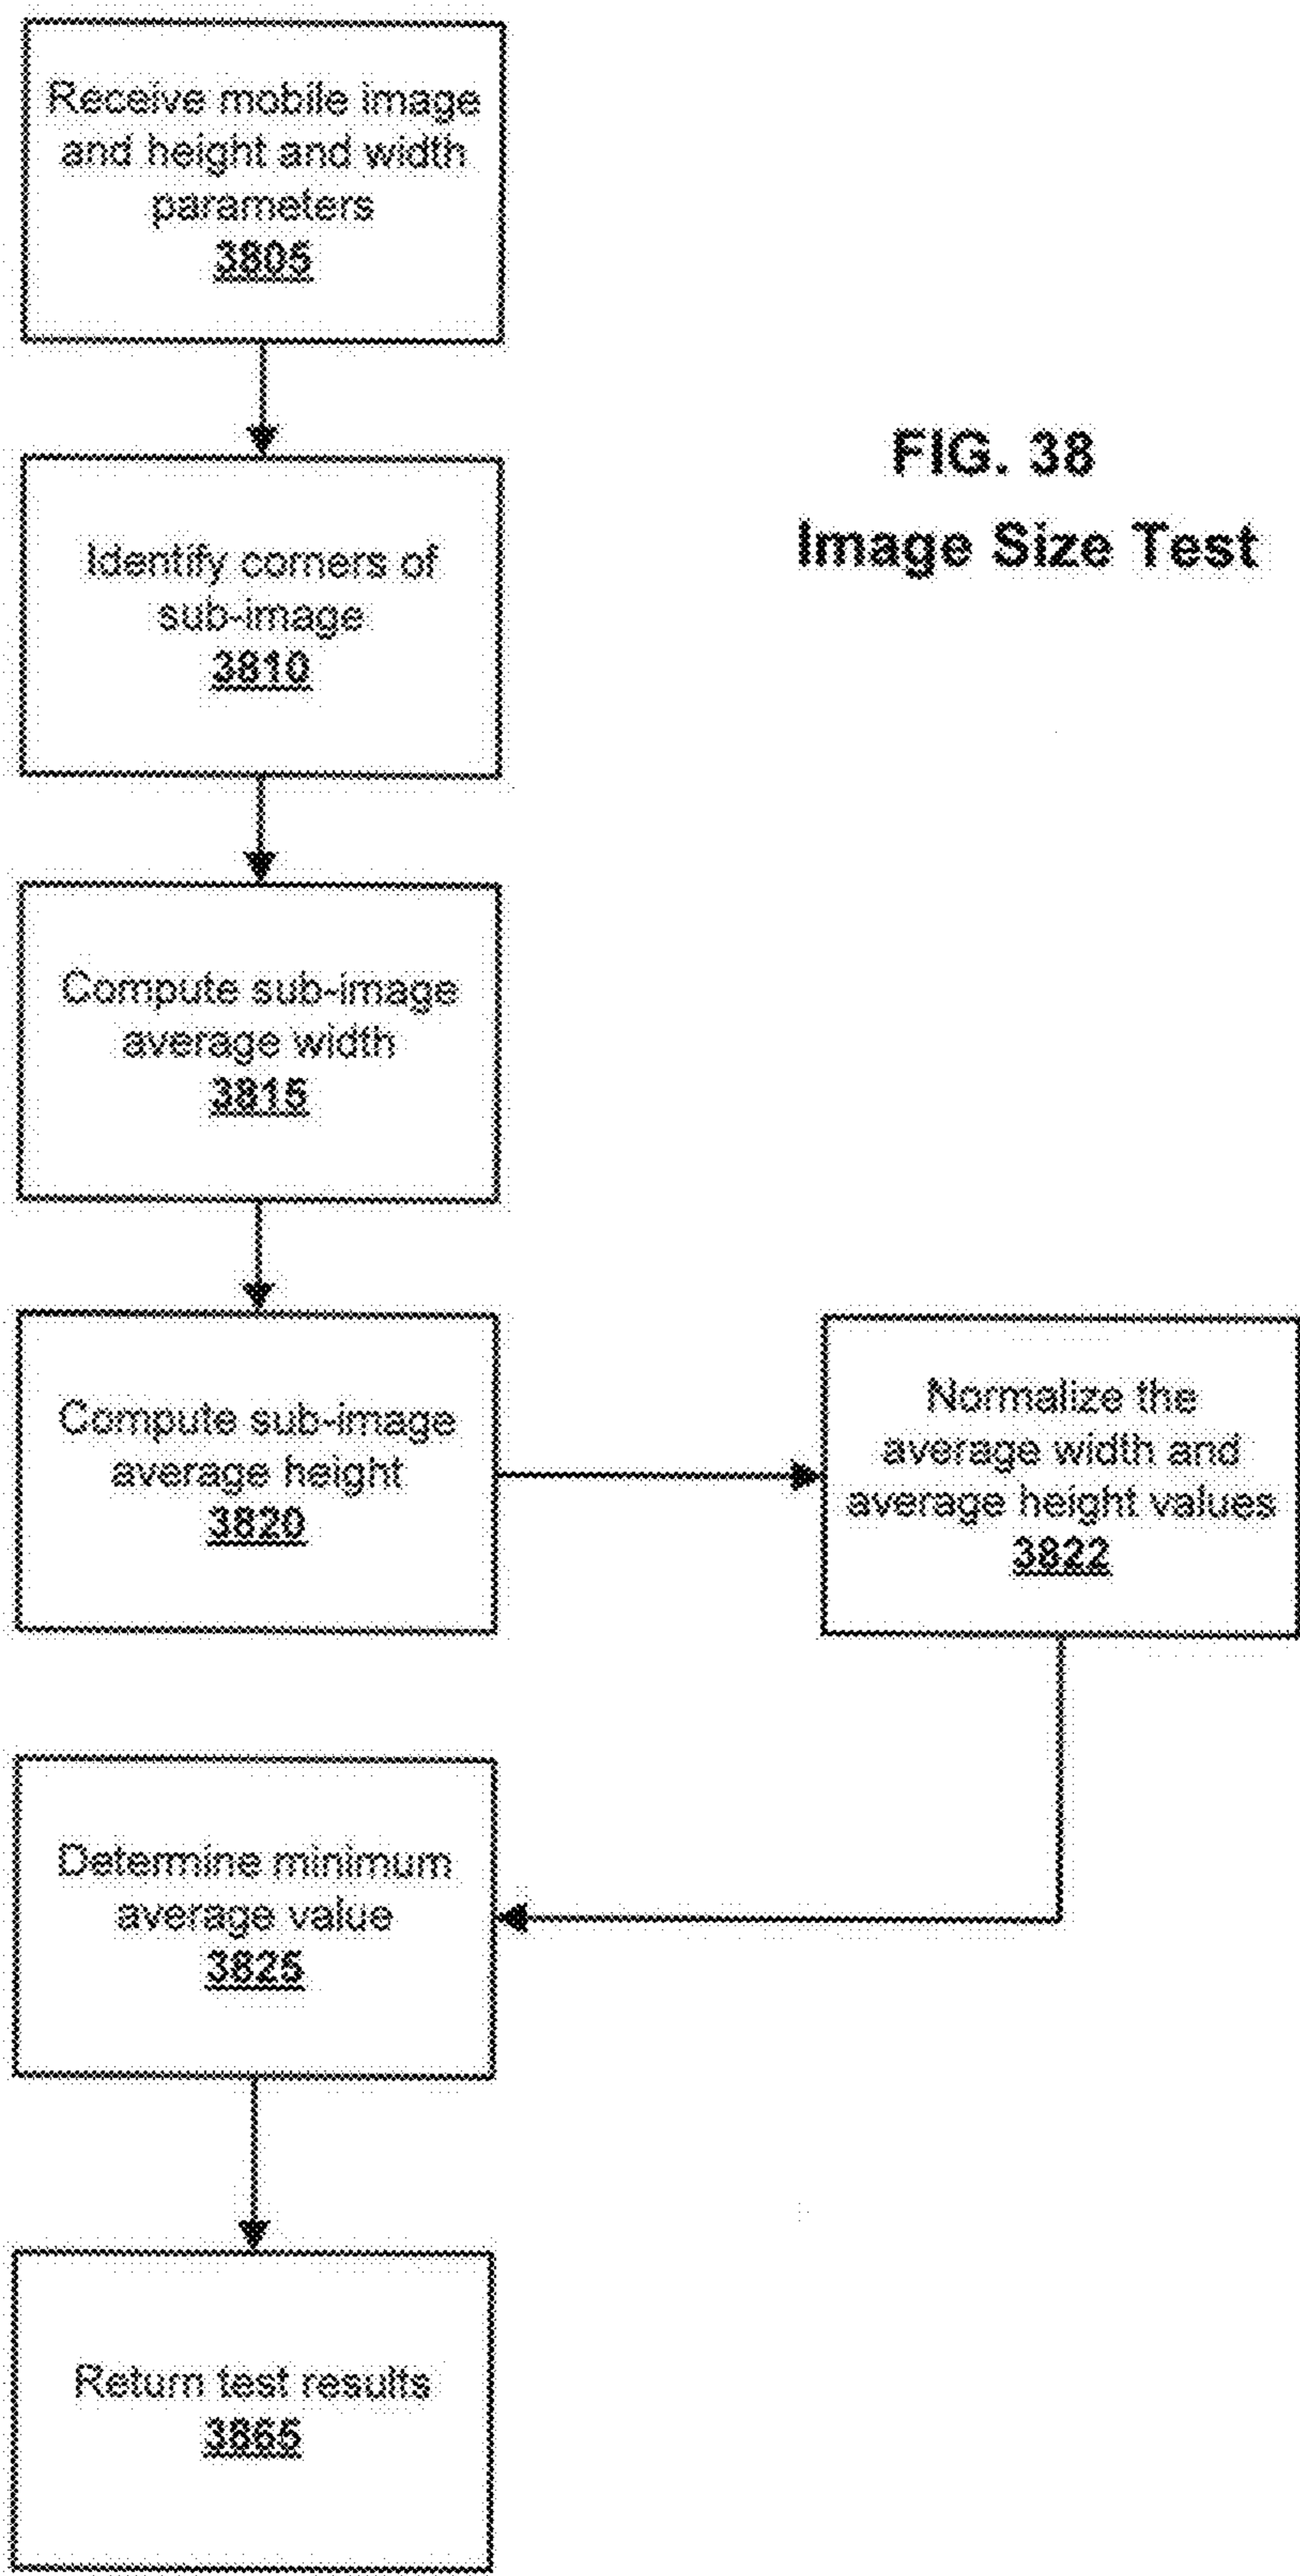 Receive mobile image
and height and width
parameters
3805
FIG. 38
Image Size Test
Identify corners of
sub-image
3810
Compute sub-image
average width
3815
Compute sub-image
average height
3820
Normalize the
average width and
average height values
3822
Determine minimum
average value
3825
Return test results
3865